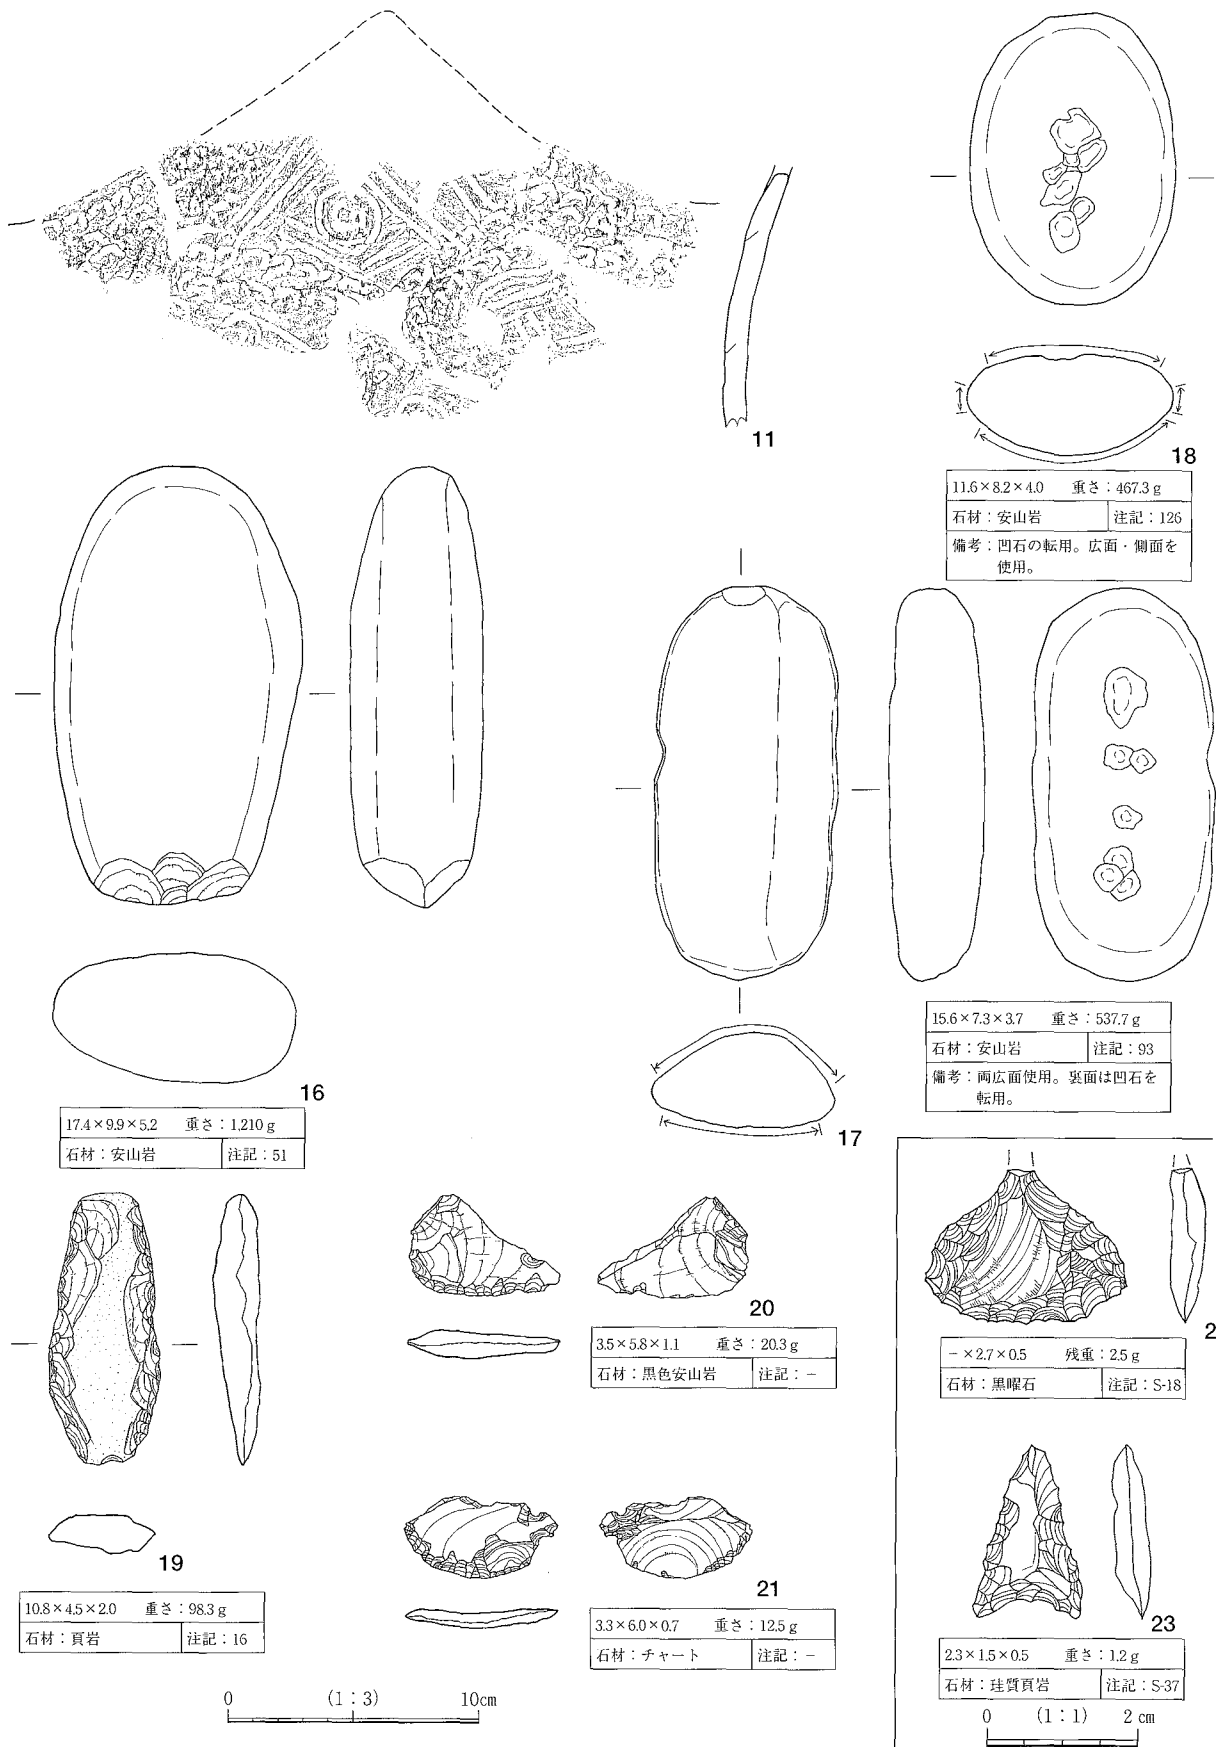 11
18
11.6×8.2×4.0 重さ：467.3 g
石材：安山岩 注記：126
備考：凹石の転用。広面・側面を
使用。
16
17.4×9.9×5.2 重さ：1,210 g
石材：安山岩 注記：51
17
15.6×7.3×3.7 重さ：537.7 g
石材：安山岩 注記：93
備考：両広面使用。裏面は凹石を
転用。
19
10.8×4.5×2.0 重さ：98.3 g
石材：頁岩 注記：16
20
3.5×5.8×1.1 重さ：20.3 g
石材：黒色安山岩 注記：−
21
3.3×6.0×0.7 重さ：12.5 g
石材：チャート 注記：−
2
−×2.7×0.5 残重：2.5 g
石材：黒曜石 注記：S-18
23
2.3×1.5×0.5 重さ：1.2 g
石材：珪質頁岩 注記：S-37
0 (1：3) 10cm
0 (1：1) 2 cm